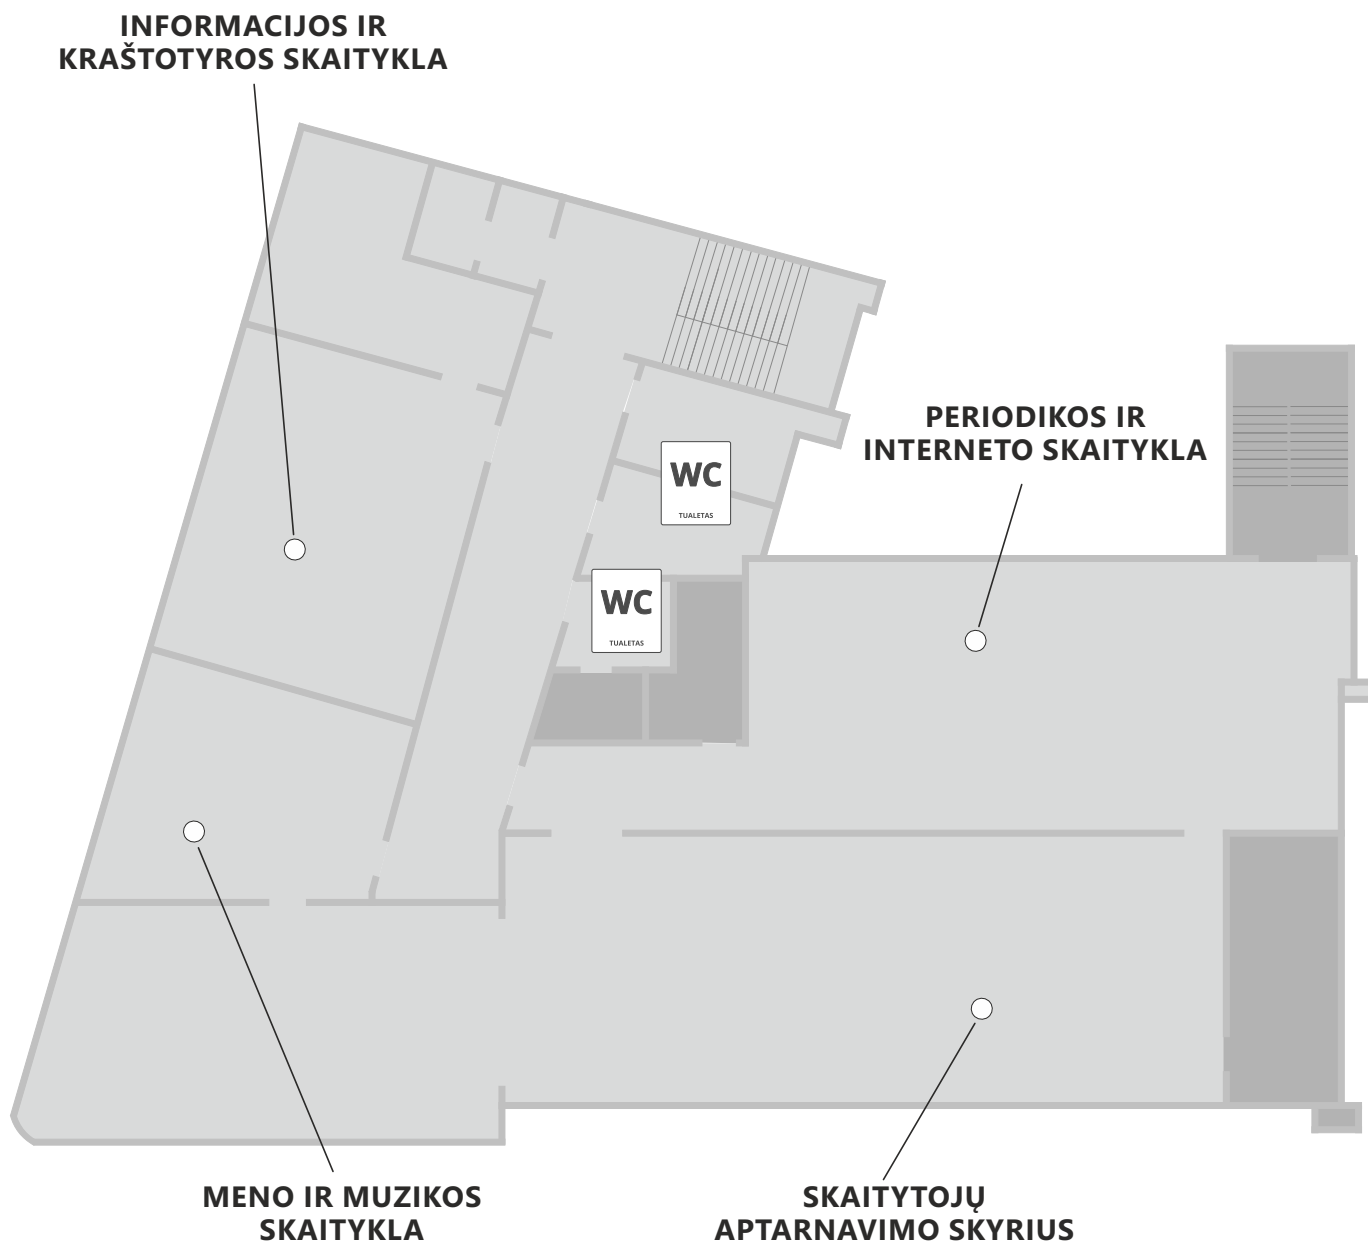 INFORMACIJOS IR
KRAŠTOTYROS SKAITYKLA
PERIODIKOS IR
INTERNETO SKAITYKLA
WC
TUALETAS
WC
TUALETAS
MENO IR MUZIKOS
SKAITYKLA
SKAITYTOJŲ
APTARNAVIMO SKYRIUS